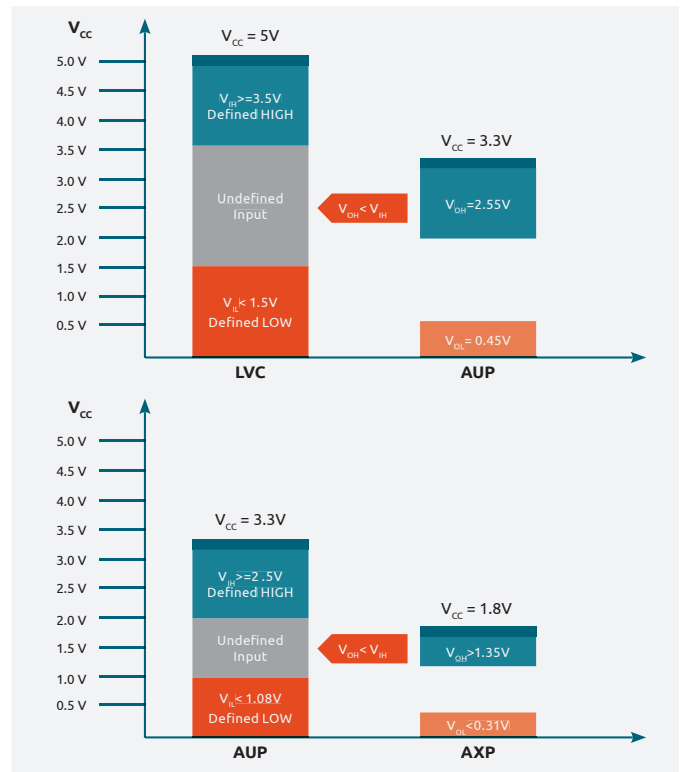 Vcc
Vcc = 5V
5.0 V
4.5 V
VIH>=3.5V
Defined HIGH
4.0 V
3.5 V
Vcc = 3.3V
3.0 V
Undefined
Input
2.5 V
VOH< VIH
VOH=2.55V
2.0 V
1.5 V
1.0 V
VIL< 1.5V
Defined LOW
0.5 V
VOL= 0.45V
LVC
AUP
Vcc
5.0 V
4.5 V
4.0 V
3.5 V
Vcc = 3.3V
3.0 V
2.5 V
VIH>=2.5V
Defined HIGH
2.0 V
Vcc = 1.8V
Undefined
Input
1.5 V
VOH< VIH
VOH>1.35V
1.0 V
VIL< 1.08V
Defined LOW
0.5 V
VOL<0.31V
AUP
AXP